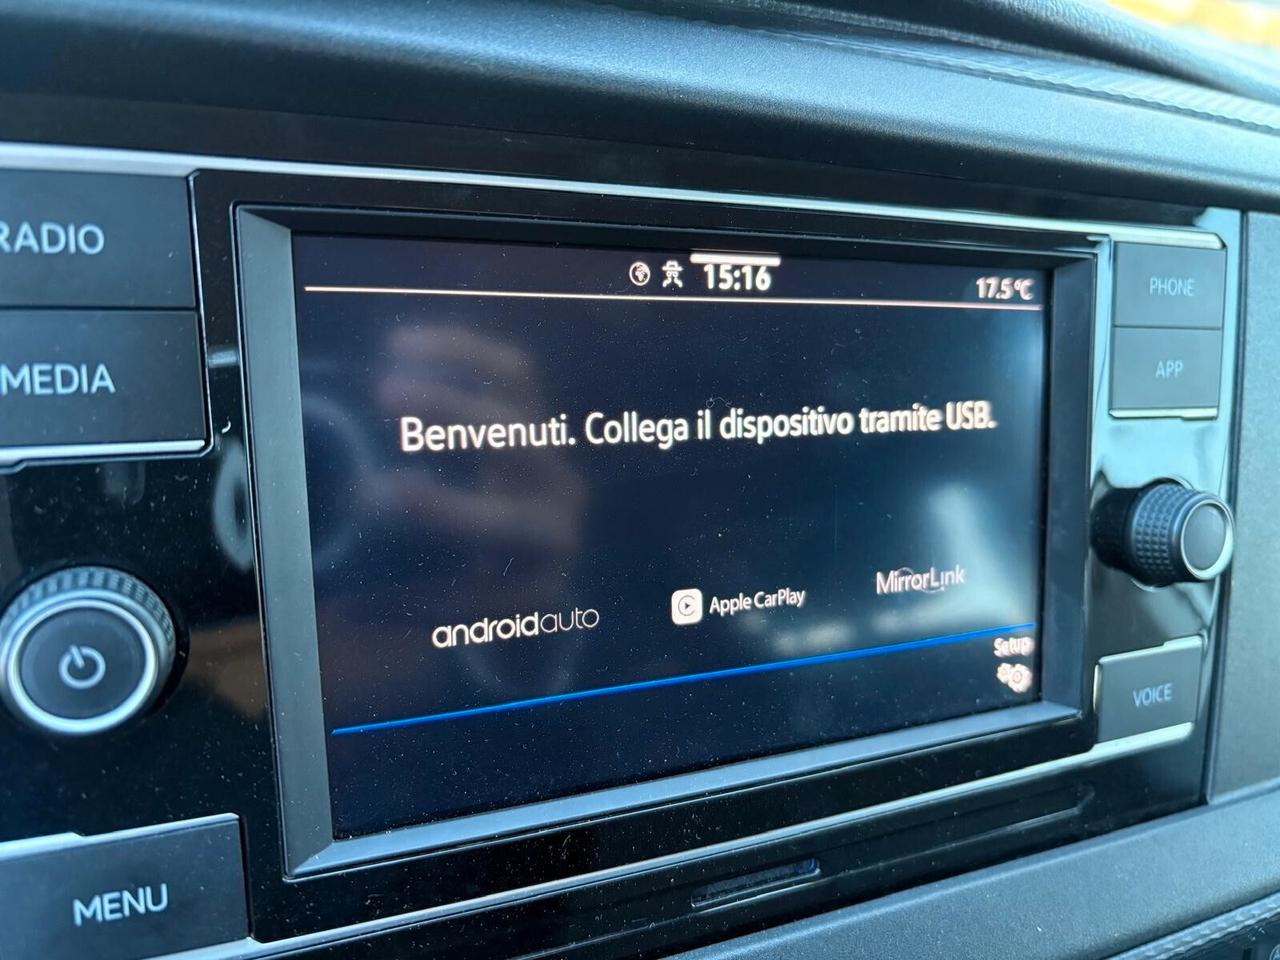 RADIO
MEDIA
MENU
15:16
17.5°C
Benvenuti. Collega il dispositivo tramite USB.
androidauto
Apple CarPlay
MirrorLink
Setup
PHONE
APP
VOICE